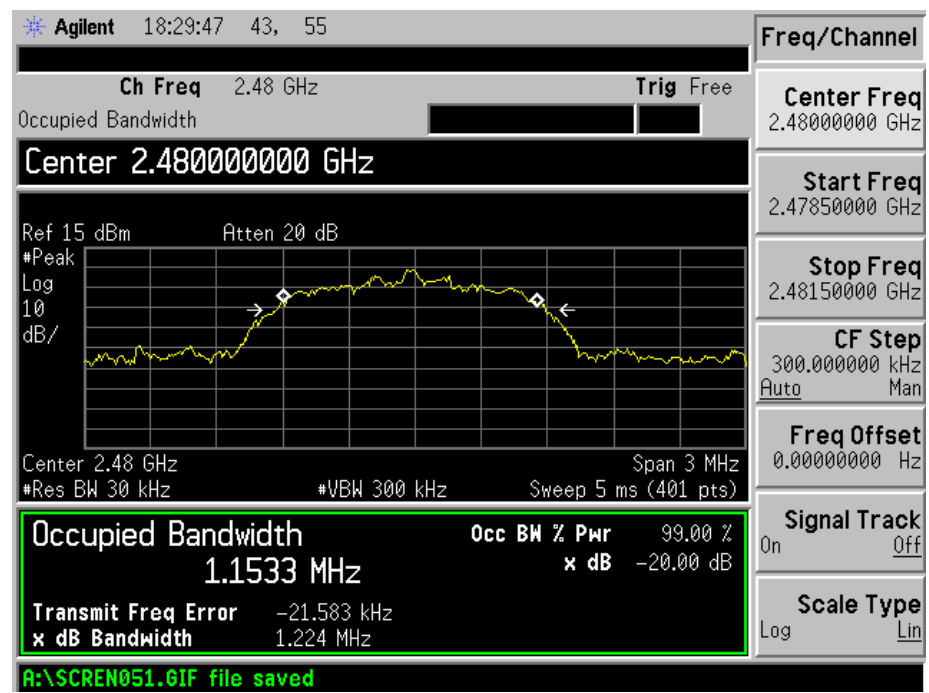 Agilent 18:29:47 43, 55
Freq/Channel
Ch Freq 2.48 GHz Trig Free
Occupied Bandwidth
Center 2.480000000 GHz
Ref 15 dBm Atten 20 dB
#Peak
Log
10
dB/
Center 2.48 GHz Span 3 MHz
#Res BW 30 kHz #VBW 300 kHz Sweep 5 ms (401 pts)
Occupied Bandwidth Occ BW % Pwr 99.00 %
1.1533 MHz x dB -20.00 dB
Transmit Freq Error -21.583 kHz
x dB Bandwidth 1.224 MHz
A:\SCREN051.GIF file saved
Center Freq
2.48000000 GHz
Start Freq
2.47850000 GHz
Stop Freq
2.48150000 GHz
CF Step
300.000000 kHz
Auto Man
Freq Offset
0.00000000 Hz
Signal Track
On Off
Scale Type
Log Lin